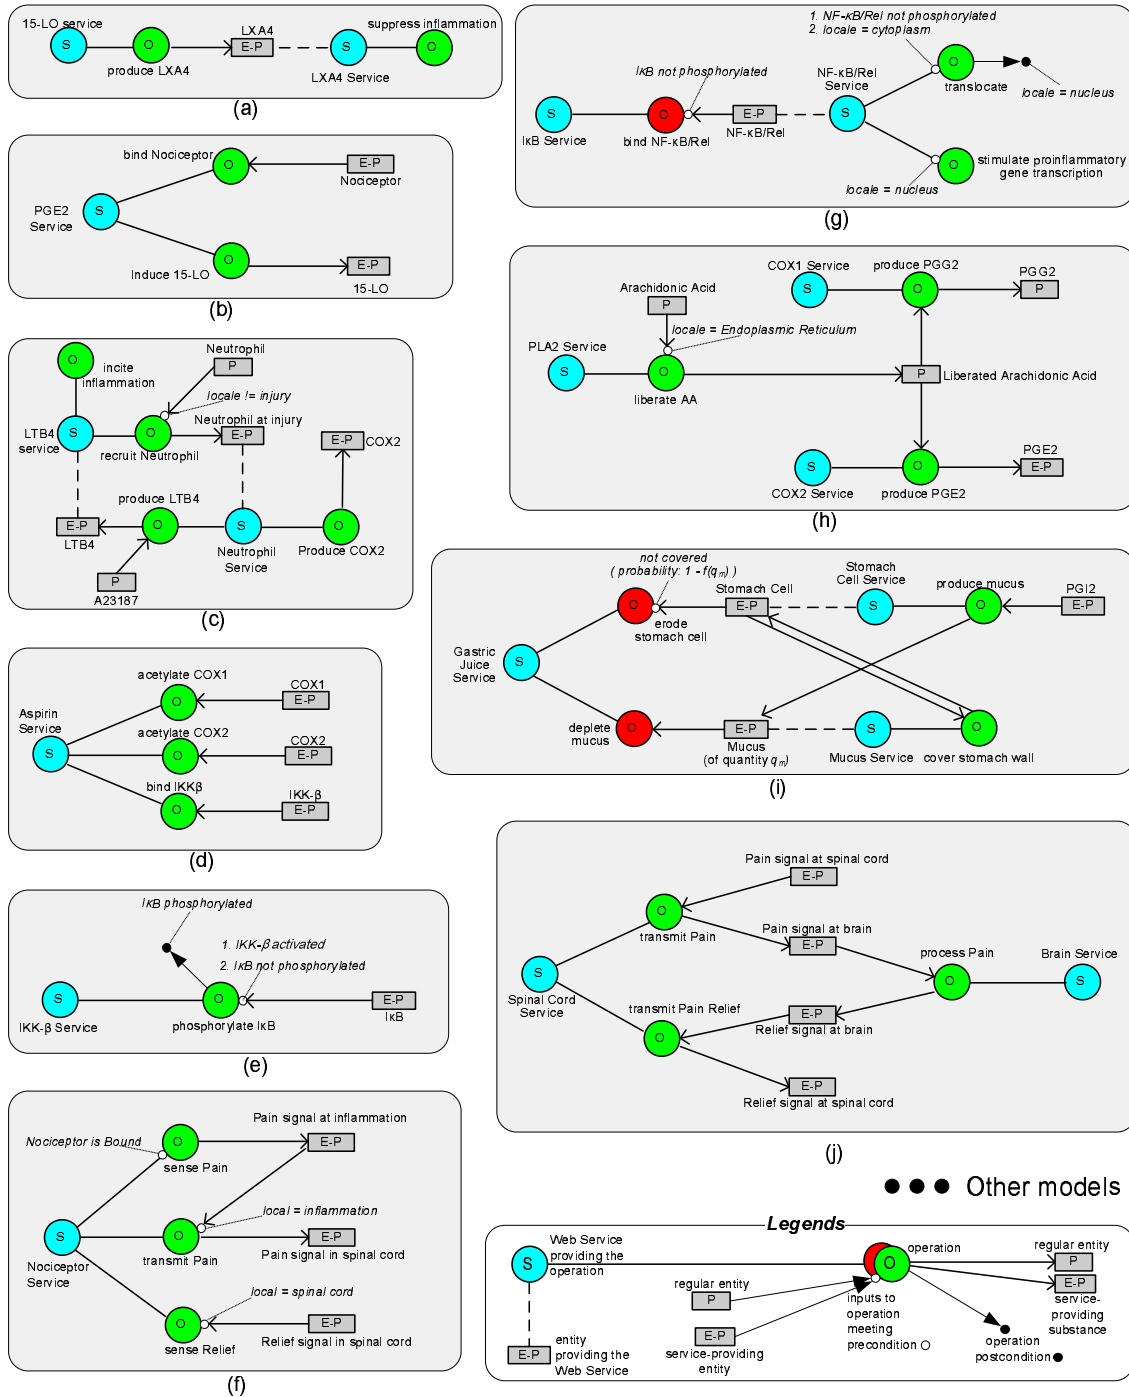 15-LO service
S
O
produce LXA4
LXA4
E-P
S
LXA4 Service
suppress inflammation
O
(a)
bind Nociceptor
O
E-P
Nociceptor
PGE2
Service
S
O
Induce 15-LO
E-P
15-LO
(b)
O
incite
inflammation
Neutrophil
P
locale != injury
LTB4
service
S
O
recruit Neutrophil
Neutrophil at injury
E-P
E-P
COX2
produce LTB4
E-P
LTB4
O
S
Neutrophil
Service
O
Produce COX2
P
A23187
(c)
acetylate COX1
O
COX1
E-P
Aspirin
Service
S
acetylate COX2
O
COX2
E-P
bind IKKβ
O
IKK-β
E-P
(d)
IκB phosphorylated
1. IKK-β activated
2. IκB not phosphorylated
S
IKK-β Service
O
phosphorylate IκB
E-P
IκB
(e)
Nociceptor is Bound
O
sense Pain
Pain signal at inflammation
E-P
S
Nociceptor
Service
local = inflammation
O
transmit Pain
E-P
Pain signal in spinal cord
local = spinal cord
O
sense Relief
E-P
Relief signal in spinal cord
(f)
1. NF-κB/Rel not phosphorylated
2. locale = cytoplasm
IκB not phosphorylated
S
IκB Service
O
bind NF-κB/Rel
E-P
NF-κB/Rel
NF-κB/Rel
Service
S
O
translocate
locale = nucleus
O
stimulate proinflammatory
gene transcription
locale = nucleus
(g)
COX1 Service
S
produce PGG2
O
PGG2
P
Arachidonic Acid
P
locale = Endoplasmic Reticulum
PLA2 Service
S
O
liberate AA
P
Liberated Arachidonic Acid
S
COX2 Service
O
produce PGE2
PGE2
E-P
(h)
not covered
( probability: 1 - f(qm) )
O
erode
stomach cell
Stomach Cell
E-P
Stomach
Cell Service
S
produce mucus
O
PGI2
E-P
Gastric
Juice
Service
S
deplete
mucus
O
E-P
Mucus
(of quantity qm)
S
Mucus Service
O
cover stomach wall
(i)
Pain signal at spinal cord
E-P
O
transmit Pain
Pain signal at brain
E-P
process Pain
O
Brain Service
S
S
Spinal Cord
Service
transmit Pain Relief
O
E-P
Relief signal at brain
E-P
Relief signal at spinal cord
(j)
Other models
Legends
S
Web Service
providing the
operation
O
operation
regular entity
P
E-P
service-
providing
substance
regular entity
P
E-P
service-providing
entity
inputs to
operation
meeting
precondition
operation
postcondition
E-P
entity
providing the
Web Service